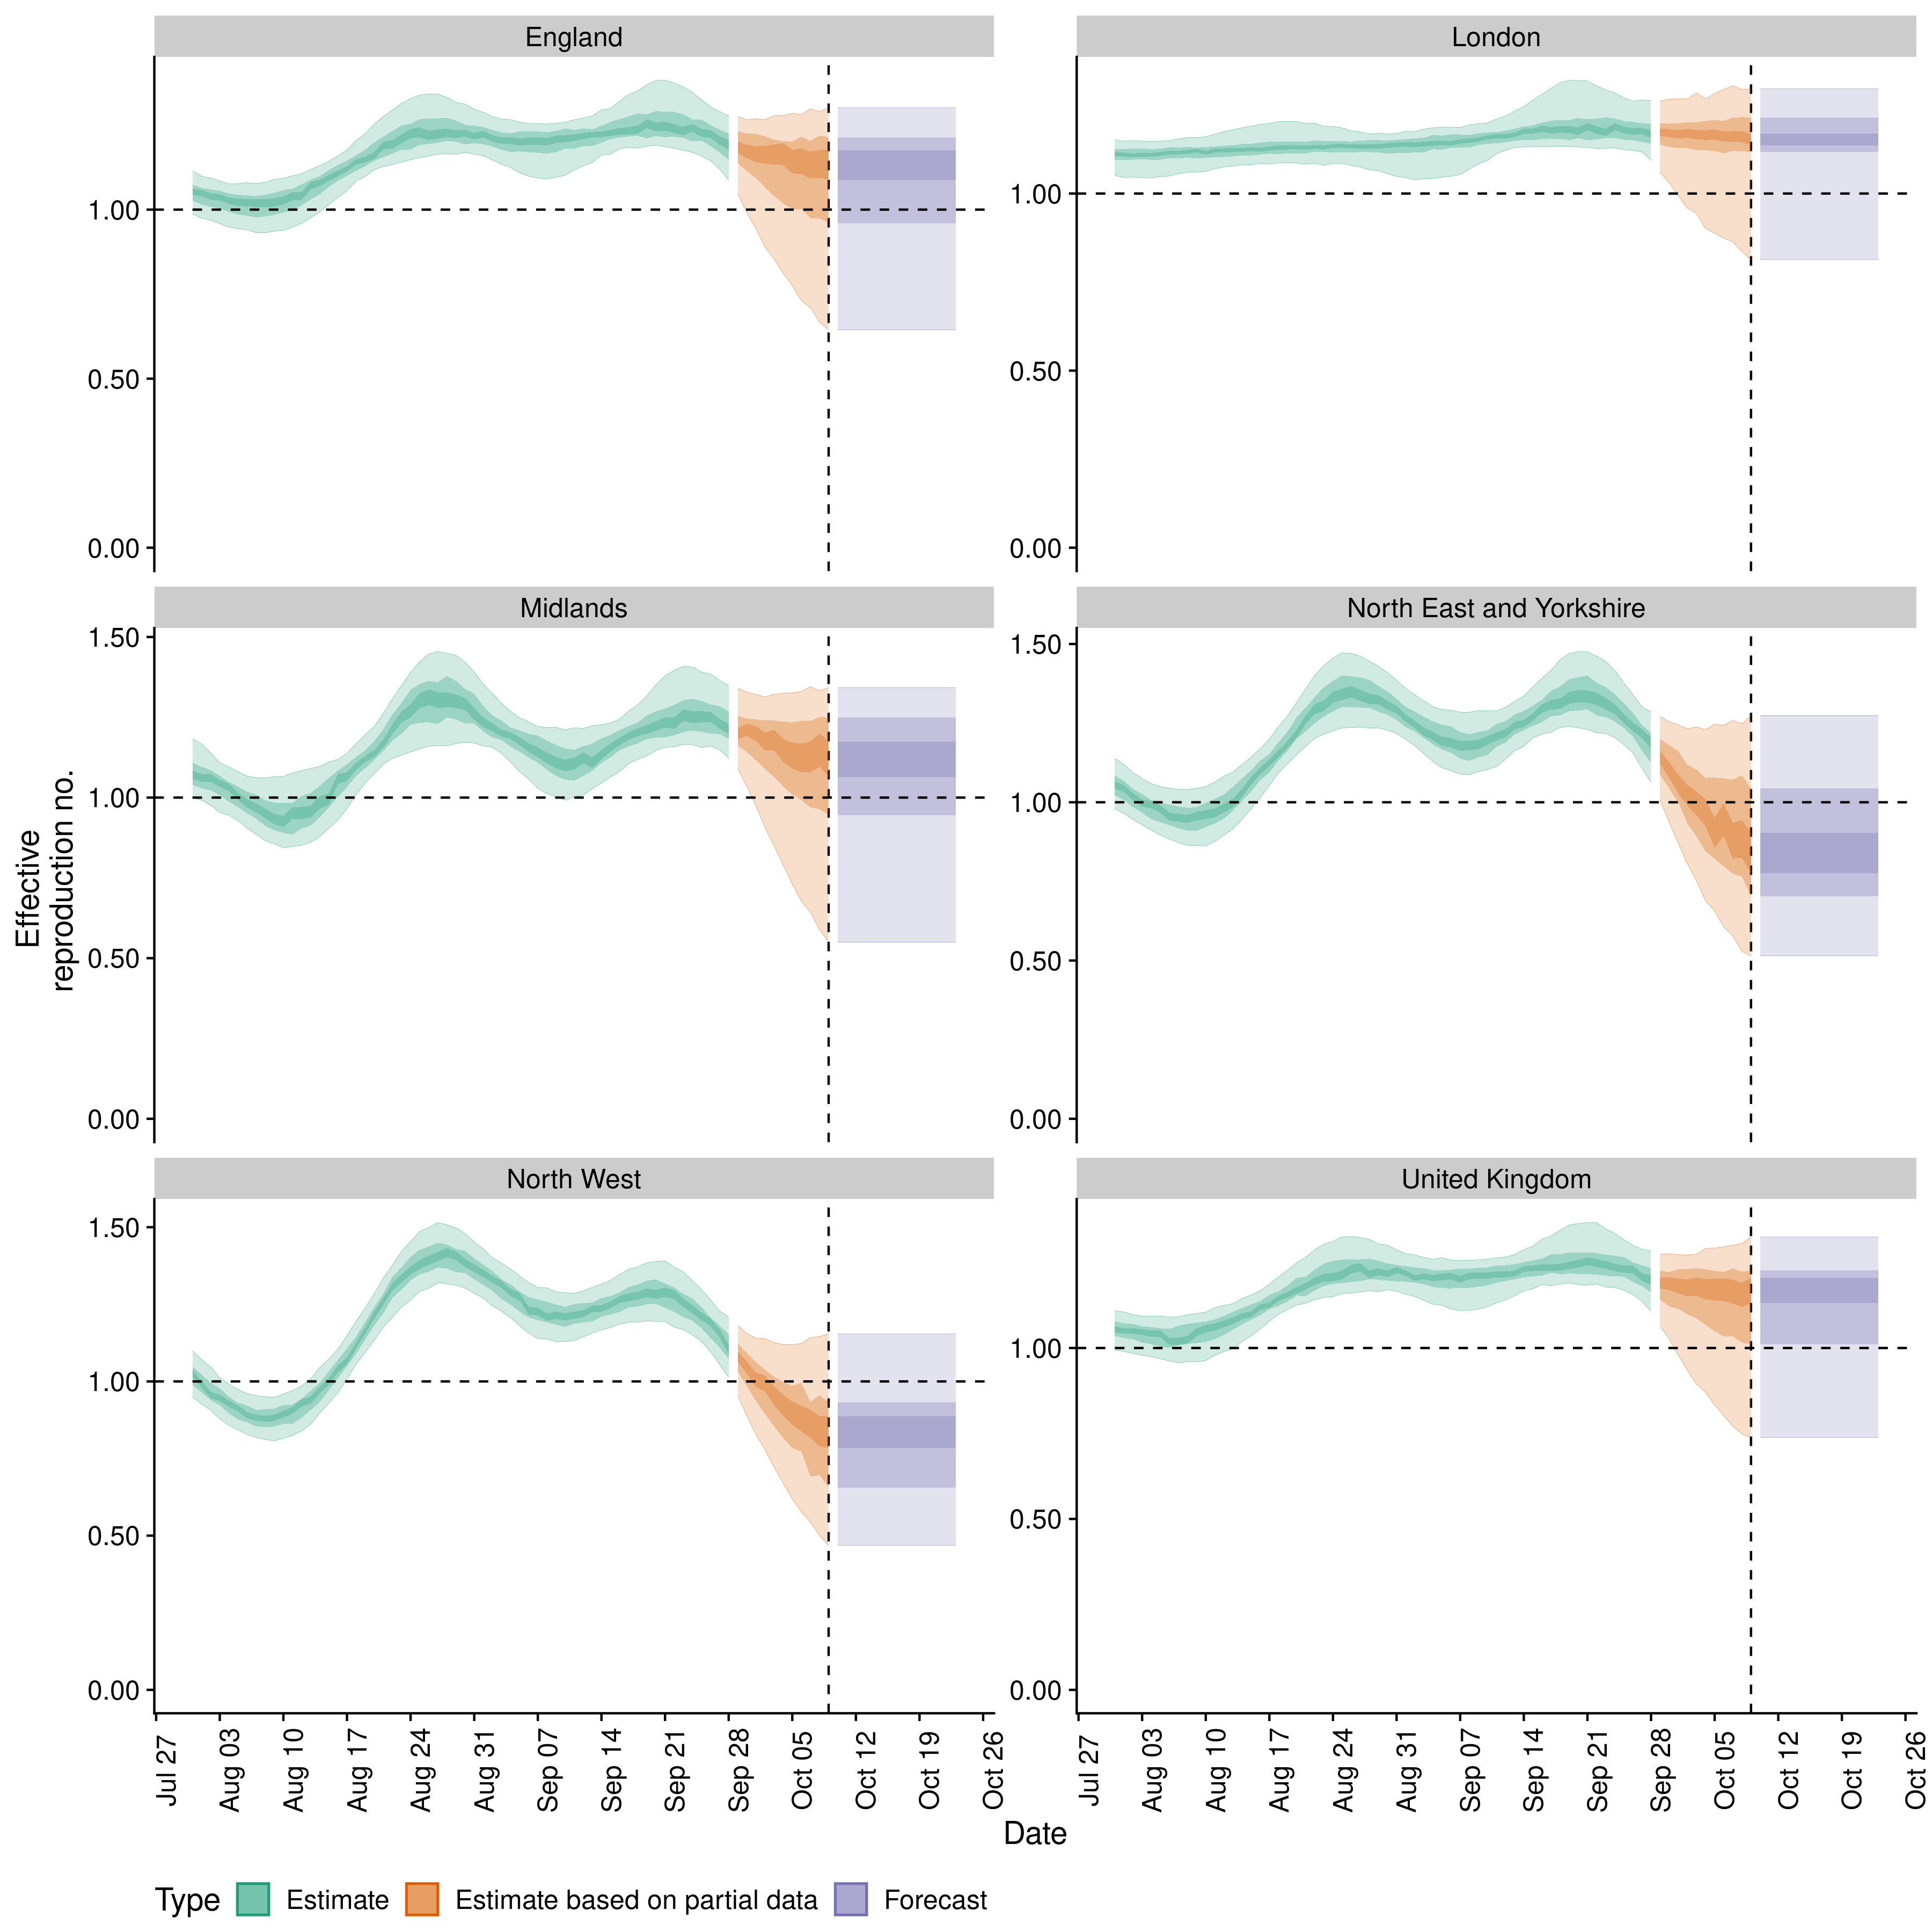 England
London
1.00
0.50
0.00
1.00
0.50
0.00
Midlands
North East and Yorkshire
1.50
1.00
0.50
0.00
1.50
1.00
0.50
0.00
Effective
reproduction no.
North West
United Kingdom
1.50
1.00
0.50
0.00
1.00
0.50
0.00
Jul 27
Aug 03
Aug 10
Aug 17
Aug 24
Aug 31
Sep 07
Sep 14
Sep 21
Sep 28
Oct 05
Oct 12
Oct 19
Oct 26
Jul 27
Aug 03
Aug 10
Aug 17
Aug 24
Aug 31
Sep 07
Sep 14
Sep 21
Sep 28
Oct 05
Oct 12
Oct 19
Oct 26
Date
Type Estimate Estimate based on partial data Forecast